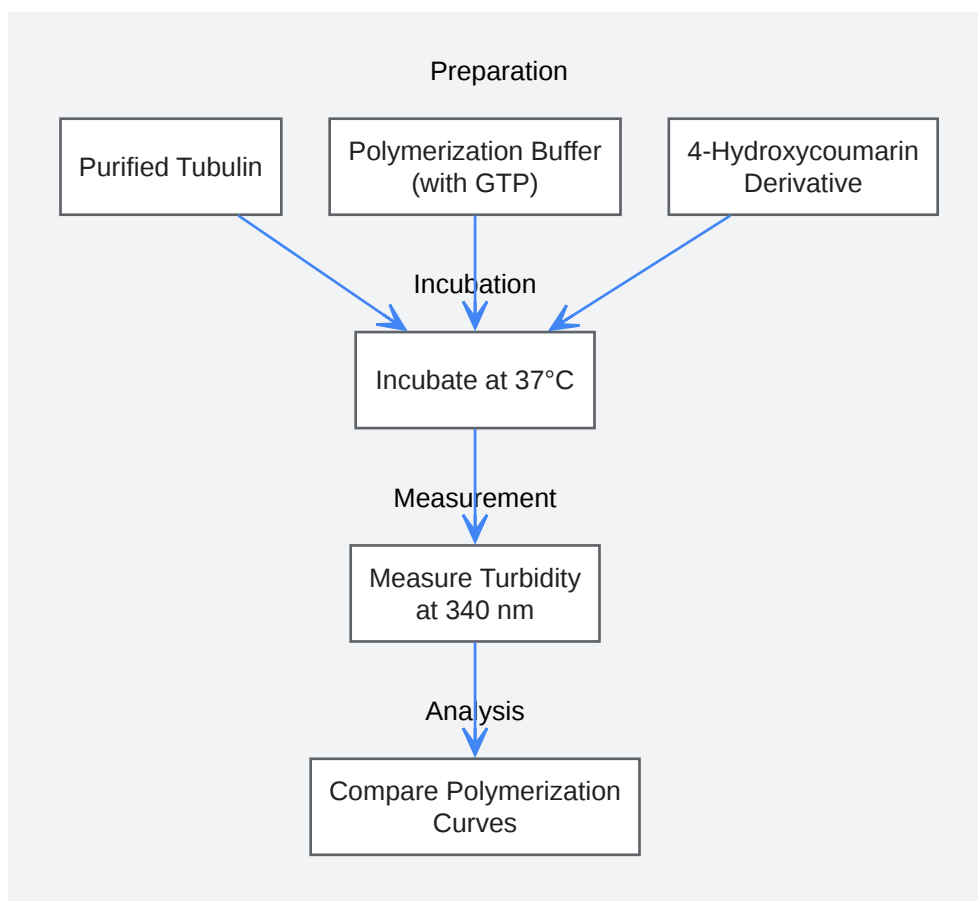 Preparation
Purified Tubulin
Polymerization Buffer
(with GTP)
4-Hydroxycoumarin
Derivative
Incubation
Incubate at 37°C
Measurement
Measure Turbidity
at 340 nm
Analysis
Compare Polymerization
Curves